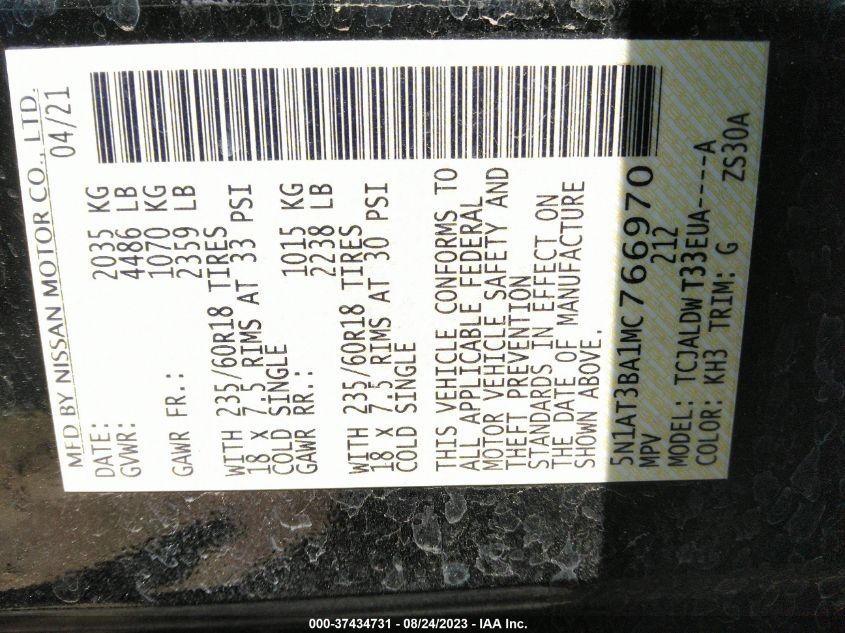 MFD BY NISSAN MOTOR CO., LTD.
DATE: 04/21
GVWR: 2035 KG
4486 LB
GAWR FR.: 1070 KG
2359 LB
WITH 235/60R18 TIRES
18 X 7.5 RIMS AT 33 PSI
COLD SINGLE
GAWR RR.: 1015 KG
2238 LB
WITH 235/60R18 TIRES
18 X 7.5 RIMS AT 30 PSI
COLD SINGLE
THIS VEHICLE CONFORMS TO
ALL APPLICABLE FEDERAL
MOTOR VEHICLE SAFETY AND
THEFT PREVENTION
STANDARDS IN EFFECT ON
THE DATE OF MANUFACTURE
SHOWN ABOVE.
5N1AT3BA1MC766970
MPV 212
MODEL: TCJALDWT33EUA----A
COLOR: KH3 TRIM: G ZS30A
000-37434731 - 08/24/2023 - IAA Inc.